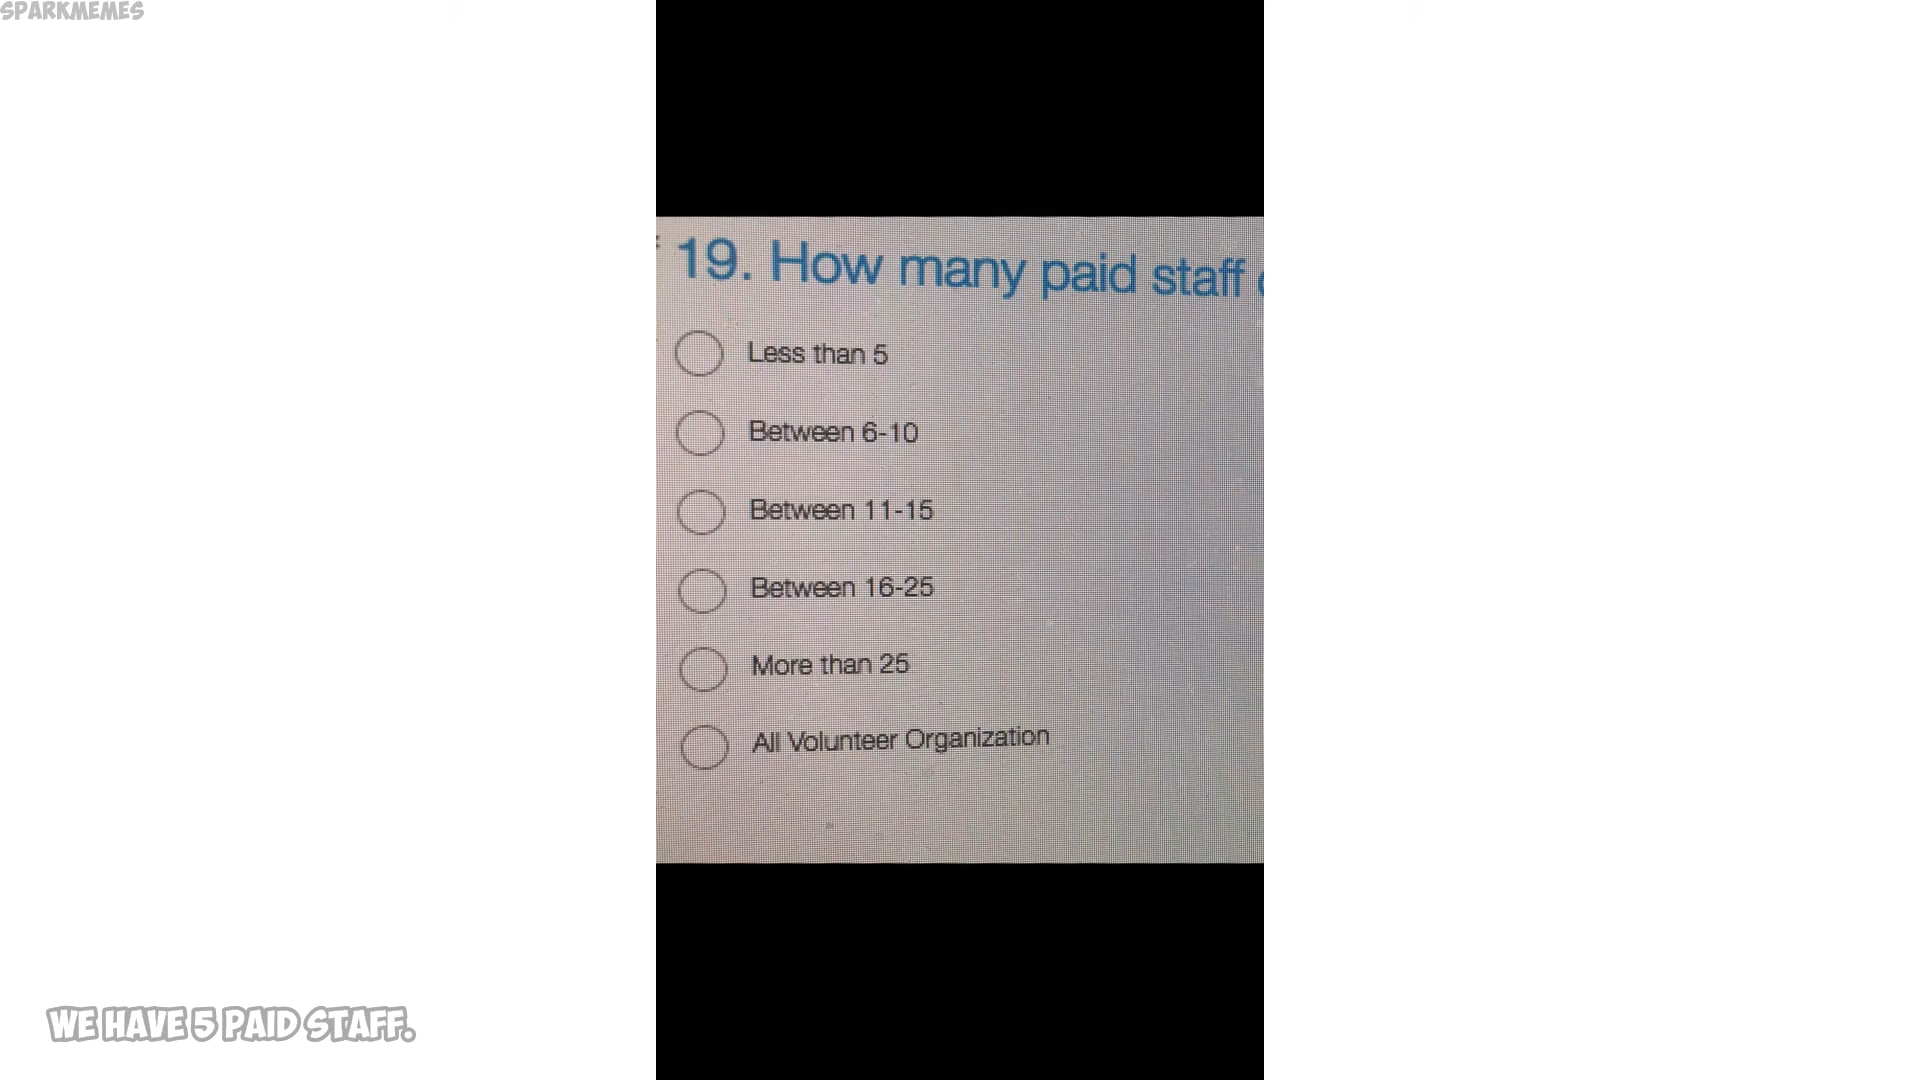 SPARKMEMES
19. How many paid staff
Less than 5
Between 6-10
Between 11-15
Between 16-25
More than 25
All Volunteer Organization
WE HAVE 5 PAID STAFF.